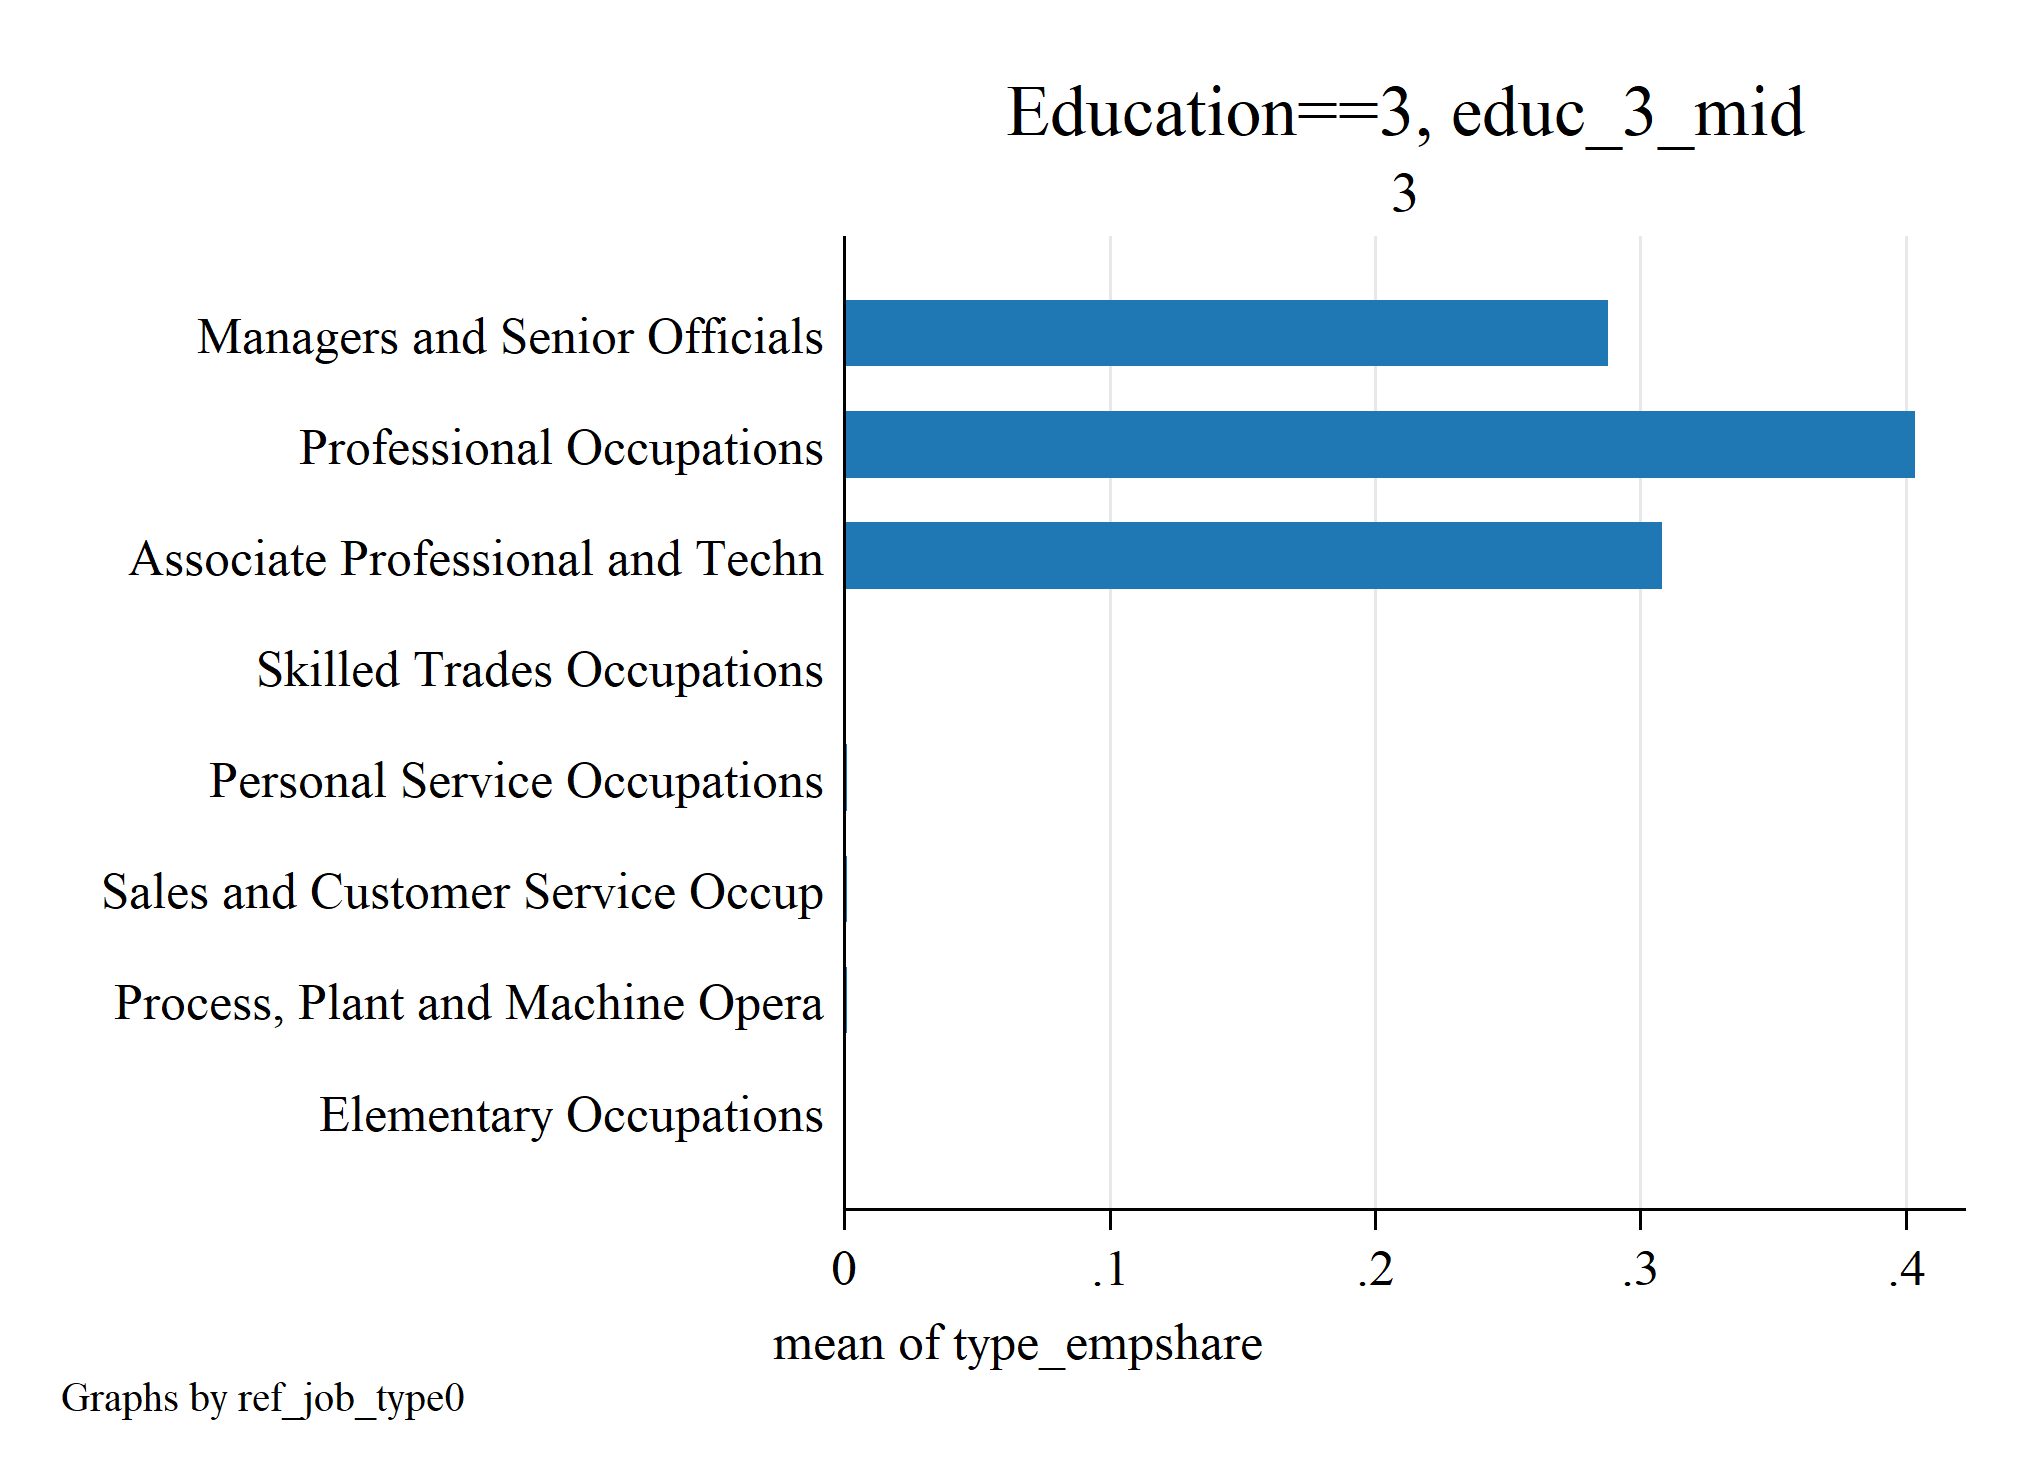 Education==3, educ_3_mid
3
Managers and Senior Officials
Professional Occupations
Associate Professional and Techn
Skilled Trades Occupations
Personal Service Occupations
Sales and Customer Service Occup
Process, Plant and Machine Opera
Elementary Occupations
0 .1 .2 .3 .4
mean of type_empshare
Graphs by ref_job_type0